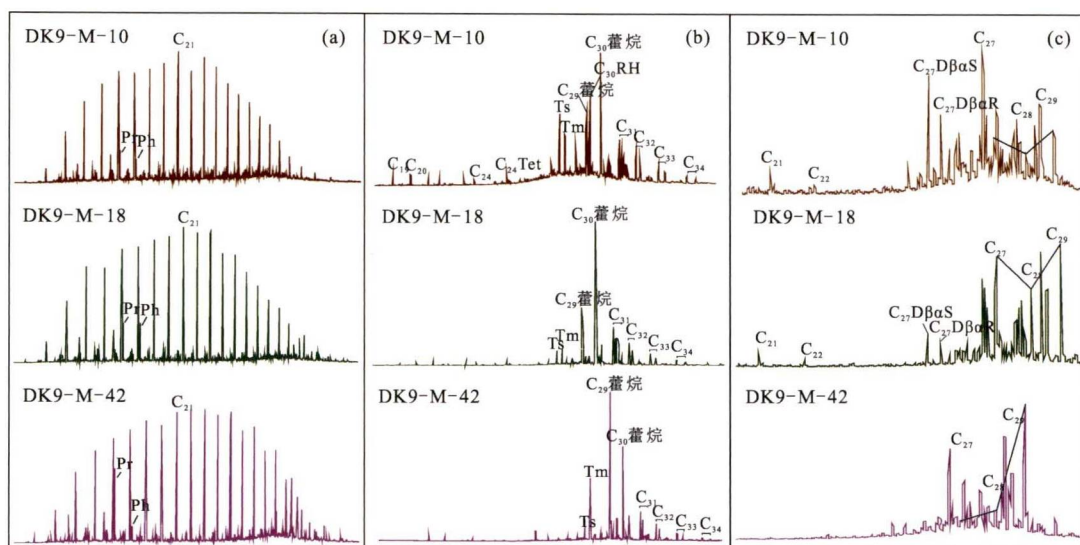 DK9-M-10
(a)
C₂₁
Pr
Ph
DK9-M-18
C₂₁
Pr
Ph
DK9-M-42
C₂₁
Pr
Ph
DK9-M-10
(b)
C₃₀藿烷
C₃₀RH
C₂₉藿烷
Ts
Tm
C₃₁
C₃₂
C₃₃
C₃₄
C₁₉
C₂₀
C₂₄
C₂₄Tet
DK9-M-18
C₃₀藿烷
C₂₉藿烷
Ts
Tm
C₃₁
C₃₂
C₃₃
C₃₄
DK9-M-42
C₂₉藿烷
C₃₀藿烷
Tm
Ts
C₃₁
C₃₂
C₃₃
C₃₄
DK9-M-10
(c)
C₂₇
C₂₇DβαS
C₂₇DβαR
C₂₈
C₂₉
C₂₁
C₂₂
DK9-M-18
C₂₇
C₂₉
C₂₇DβαS
C₂₇DβαR
C₂₁
C₂₂
DK9-M-42
C₂₉
C₂₇
C₂₈